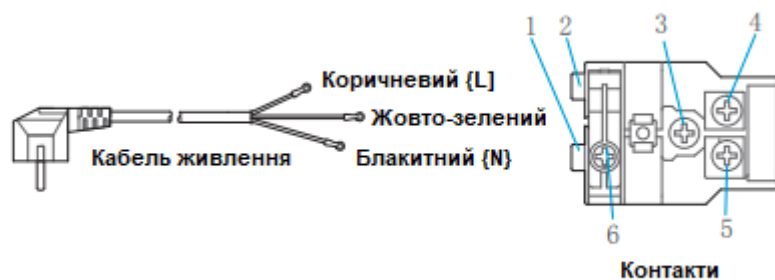 1 2 3 4
Коричневий {L]
Жовто-зелений
Кабель живлення
Блакитний {N}
6 5
Контакти